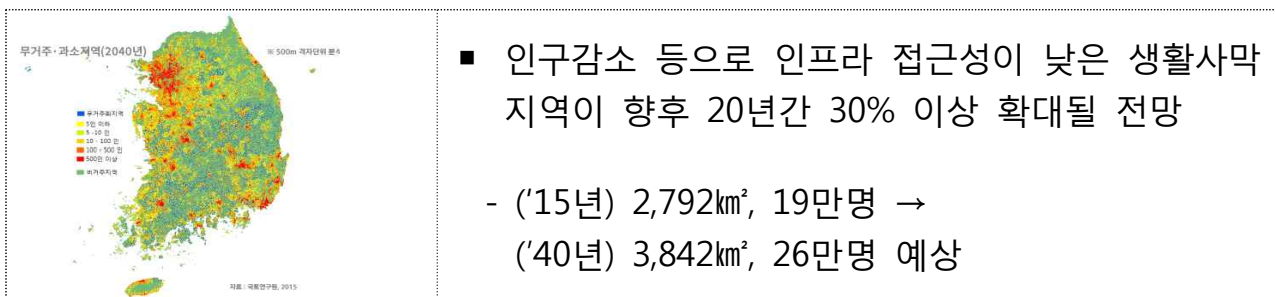 무거주·과소지역(2040년)
※ 500m 격자단위 분석
무거주화지역
5인 이하
5 - 10 인
10 - 100 인
100 - 500 인
500인 이상
비거주지역
자료 : 국토연구원, 2015
■ 인구감소 등으로 인프라 접근성이 낮은 생활사막
지역이 향후 20년간 30% 이상 확대될 전망
- ('15년) 2,792㎢, 19만명 →
('40년) 3,842㎢, 26만명 예상